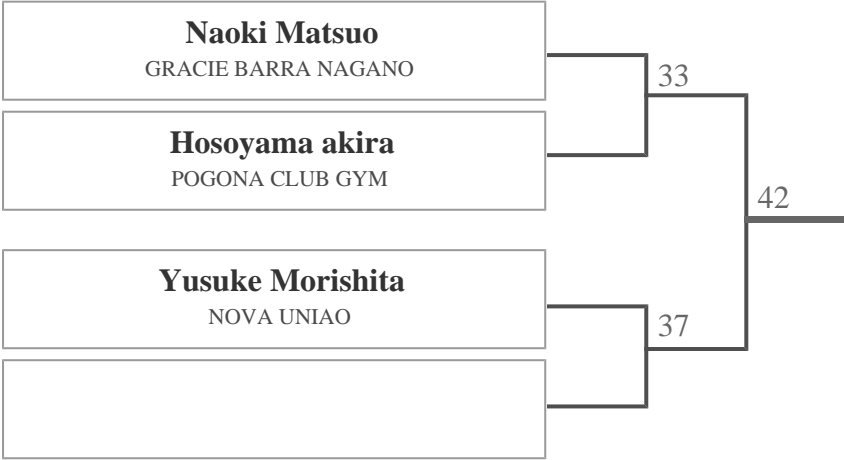 Naoki Matsuo
GRACIE BARRA NAGANO
33
Hosoyama akira
POGONA CLUB GYM
42
Yusuke Morishita
NOVA UNIAO
37